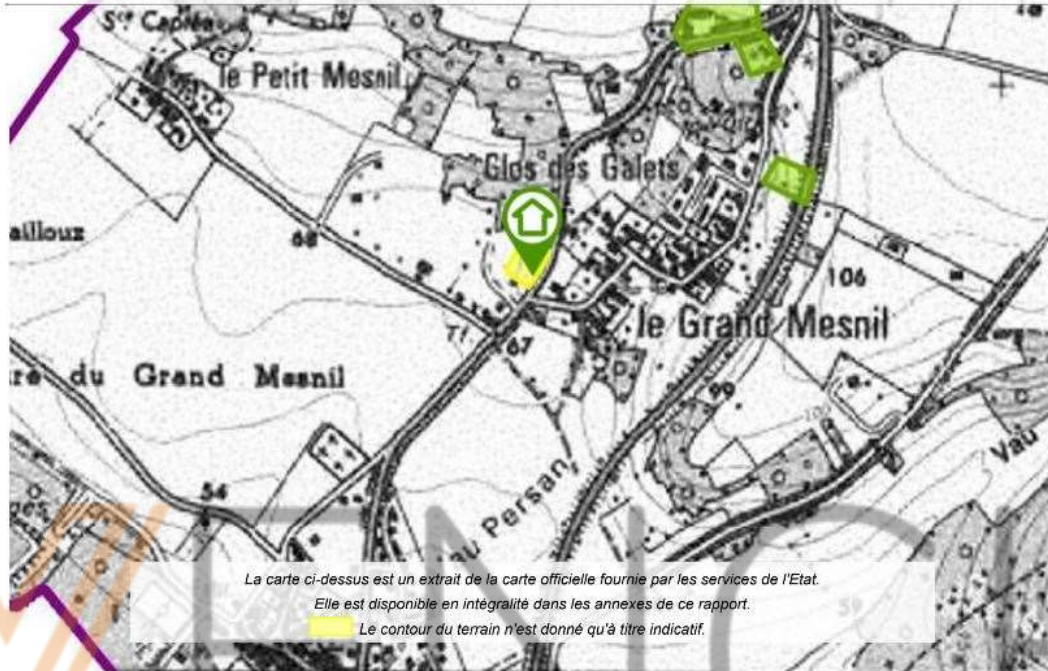 le Petit Mesnil
Clos des Galets
ailloux
68
106
le Grand Mesnil
71
67
re du Grand Mesnil
90
54
Vau
au Persan
La carte ci-dessus est un extrait de la carte officielle fournie par les services de l'Etat.
Elle est disponible en intégralité dans les annexes de ce rapport.
Le contour du terrain n'est donné qu'à titre indicatif.